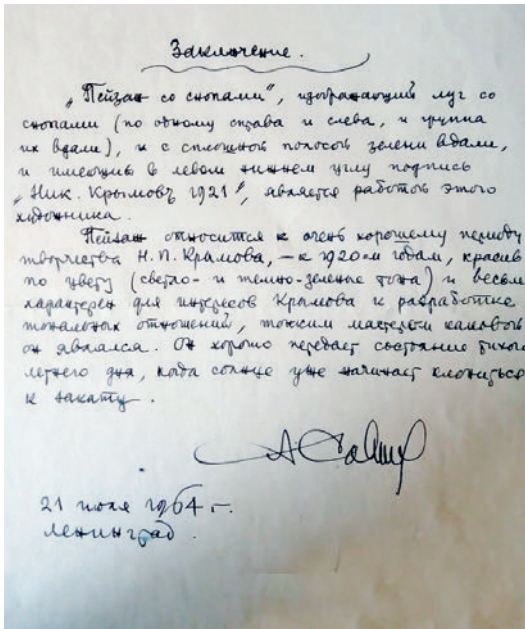 Заключение.
„Пейзаж со снопами", изображающий луг со
снопами (по одному справа и слева, и группа
их вдали), и с сплошной полосой зелени вдали,
и имеющий в левом нижнем углу подпись
„Ник. Крымовъ 1921", является работой этого
художника.
Пейзаж относится к очень хорошему периоду
творчества Н.П. Крымова, – к 1920-м годам, красив
по цвету (светло- и темно-зеленые тона) и весьм
характерен для интересов Крымова к разработке
тональных отношений, тонким мастером каковой
он являлся. Он хорошо передает состояние тихого
летнего дня, когда солнце уже начинает клониться
к закату.
21 июля 1964 г.
Ленинград.